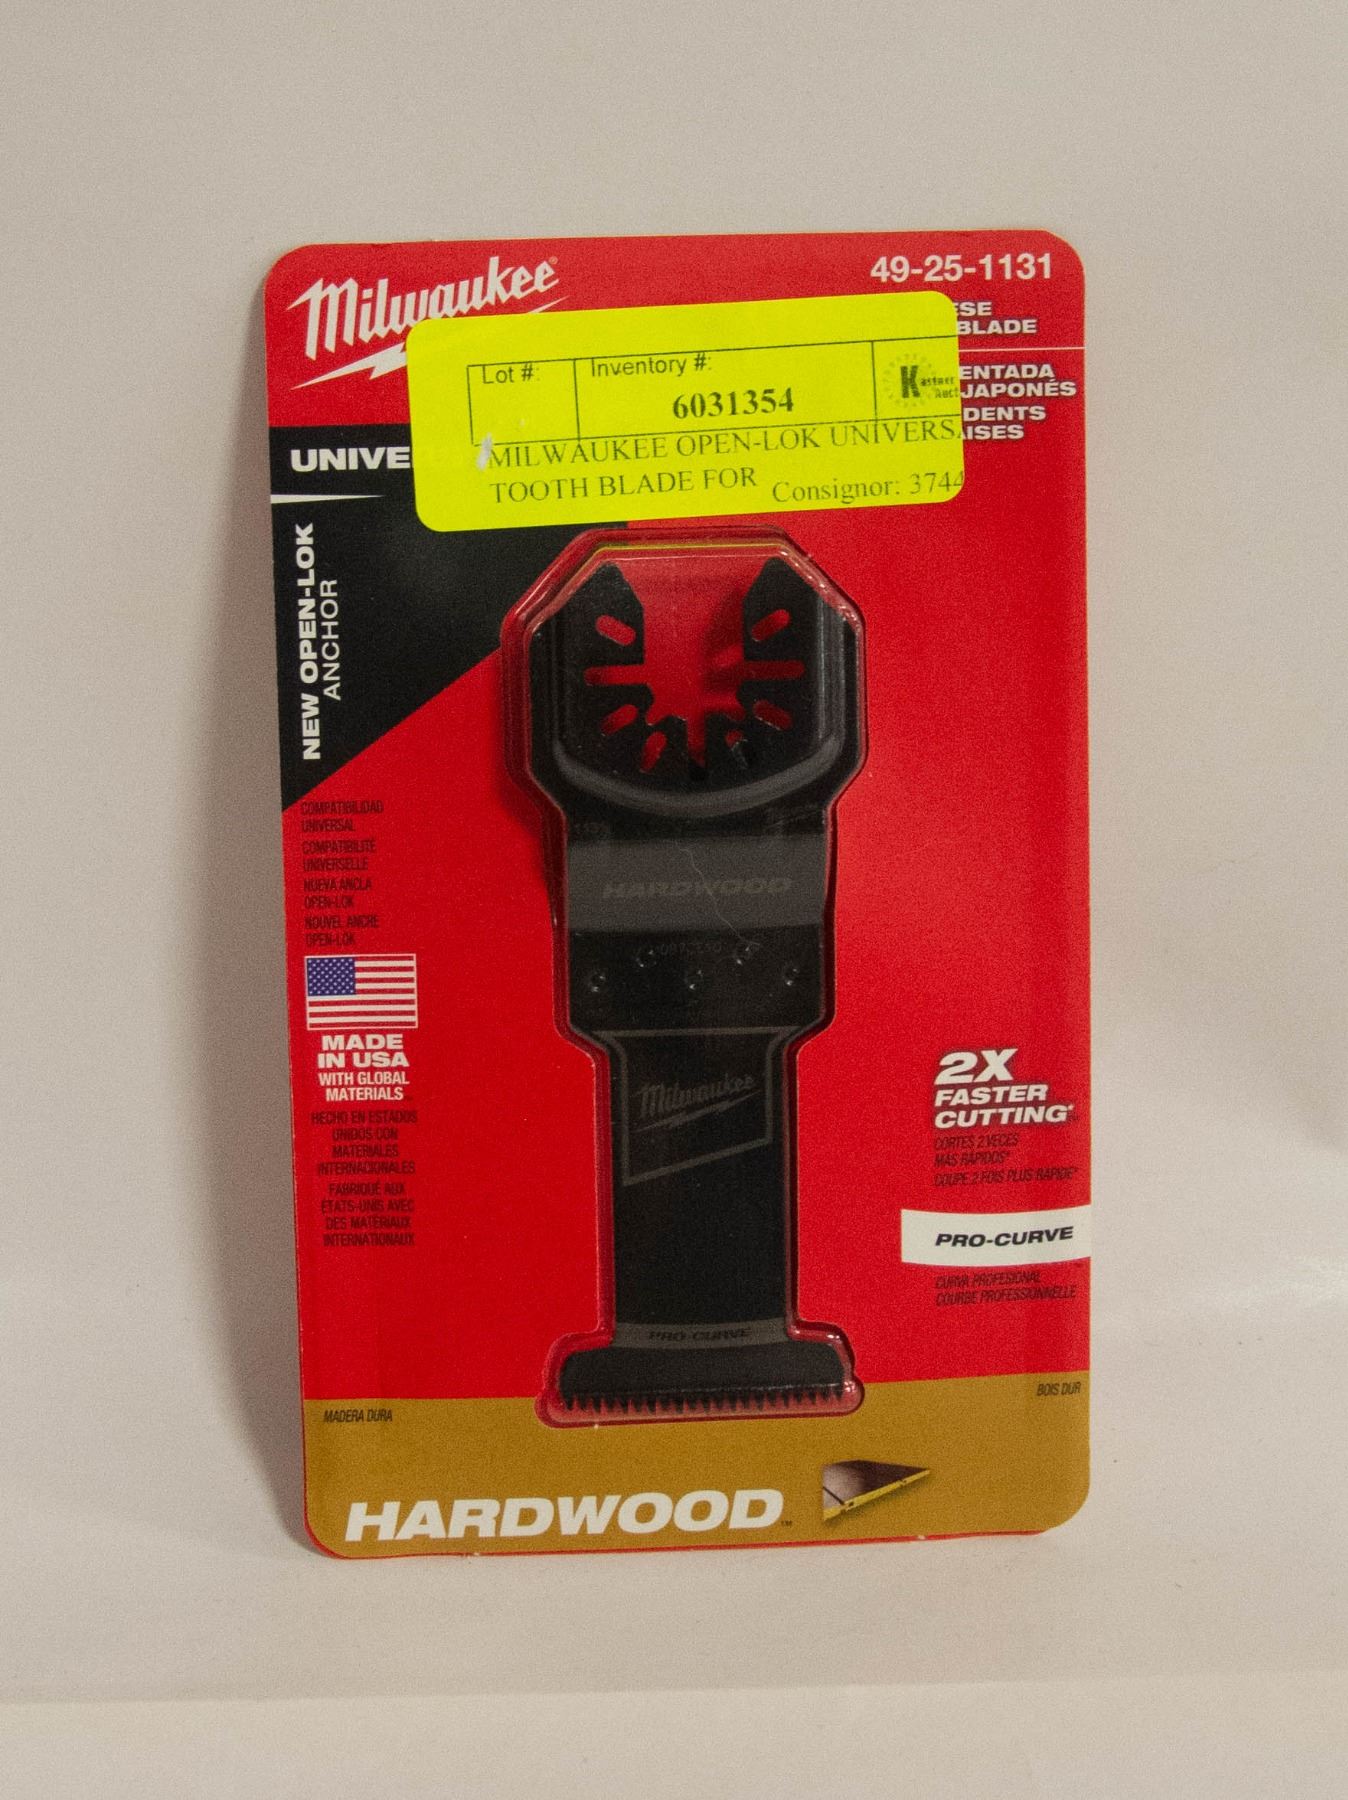 Milwaukee
49-25-1131
ESE
BLADE
ENTADA
JAPONÉS
DENTS
AISES
Lot #:
Inventory #:
6031354
Kastner
Auct
MILWAUKEE OPEN-LOK UNIVERSA
TOOTH BLADE FOR
Consignor: 3744
UNIVE
NEW OPEN-LOK
ANCHOR
COMPATIBILIDAD
UNIVERSAL
COMPATIBILITÉ
UNIVERSELLE
NUEVA ANCLA
OPEN-LOK
NOUVEL ANCRE
OPEN-LOK
MADE
IN USA
WITH GLOBAL
MATERIALS
HECHO EN ESTADOS
UNIDOS CON
MATERIALES
INTERNACIONALES
FABRIQUÉ AUX
ÉTATS-UNIS AVEC
DES MATÉRIAUX
INTERNATIONAUX
HARDWOOD
Milwaukee
PRO-CURVE
2X
FASTER
CUTTING*
CORTES 2 VECES
MÁS RÁPIDOS*
COUPE 2 FOIS PLUS RAPIDE*
PRO-CURVE
CURVA PROFESIONAL
COURBE PROFESSIONNELLE
MADERA DURA
BOIS DUR
HARDWOOD™